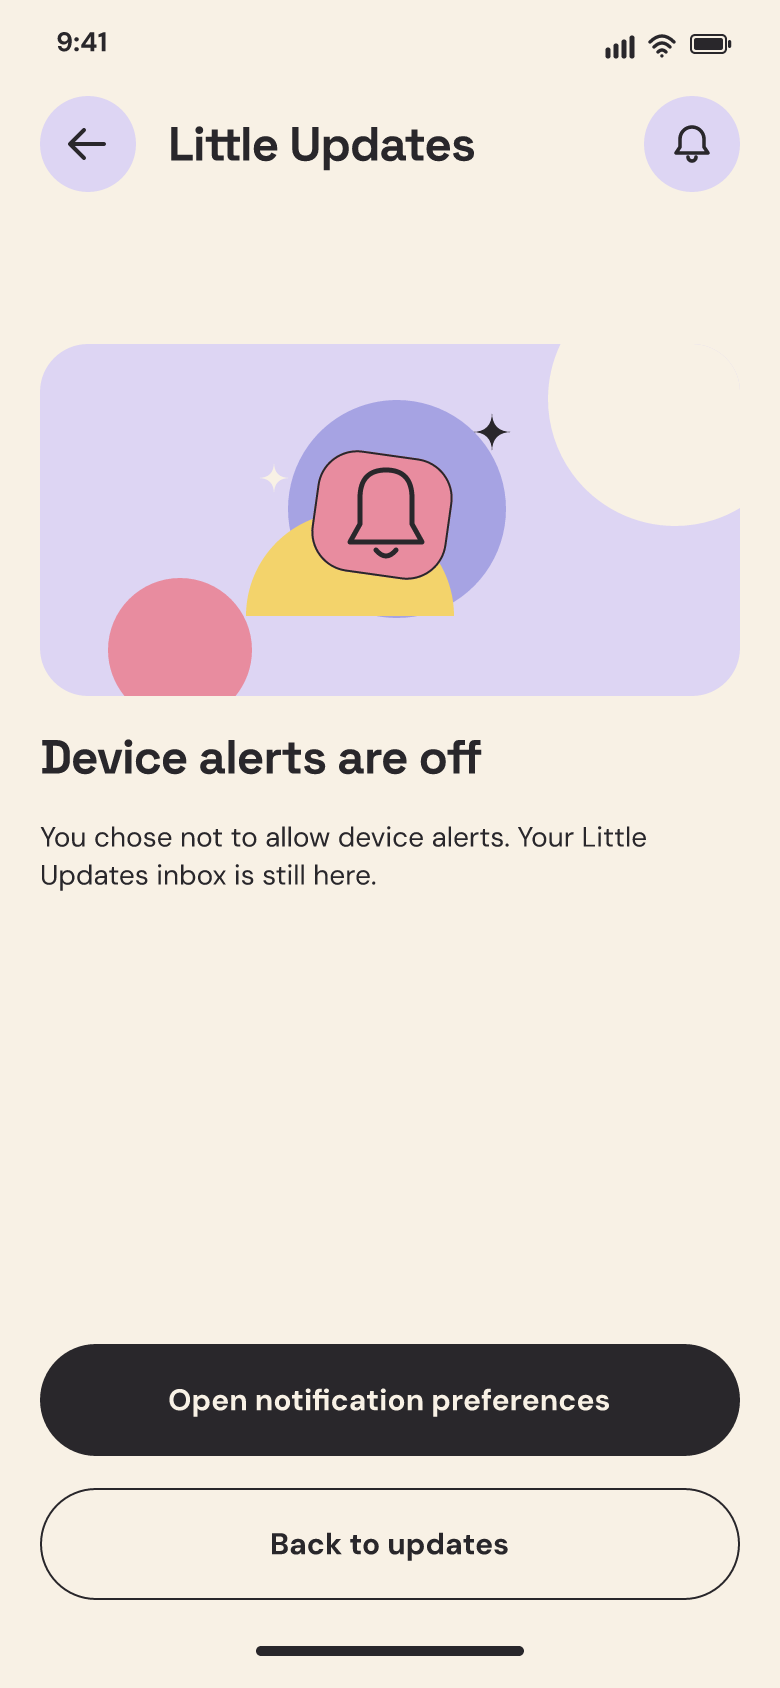 9:41
Little Updates
Device alerts are off
You chose not to allow device alerts. Your Little
Updates inbox is still here.
Open notification preferences
Back to updates